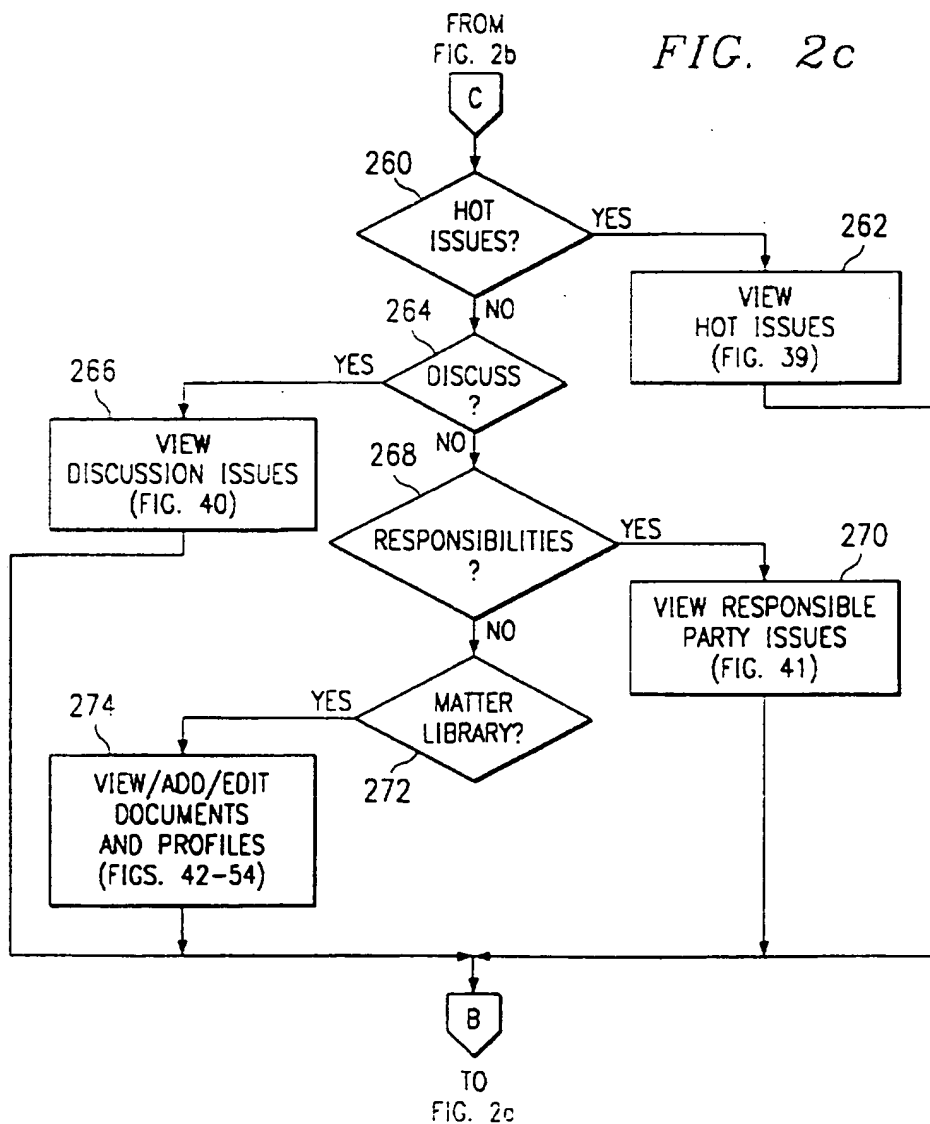 FROM
FIG. 2b
FIG. 2c
C
260
HOT
ISSUES?
YES
262
VIEW
HOT ISSUES
(FIG. 39)
NO
264
DISCUSS
?
YES
266
VIEW
DISCUSSION ISSUES
(FIG. 40)
NO
268
RESPONSIBILITIES
?
YES
270
VIEW RESPONSIBLE
PARTY ISSUES
(FIG. 41)
NO
MATTER
LIBRARY?
272
YES
274
VIEW/ADD/EDIT
DOCUMENTS
AND PROFILES
(FIGS. 42-54)
B
TO
FIG. 2c